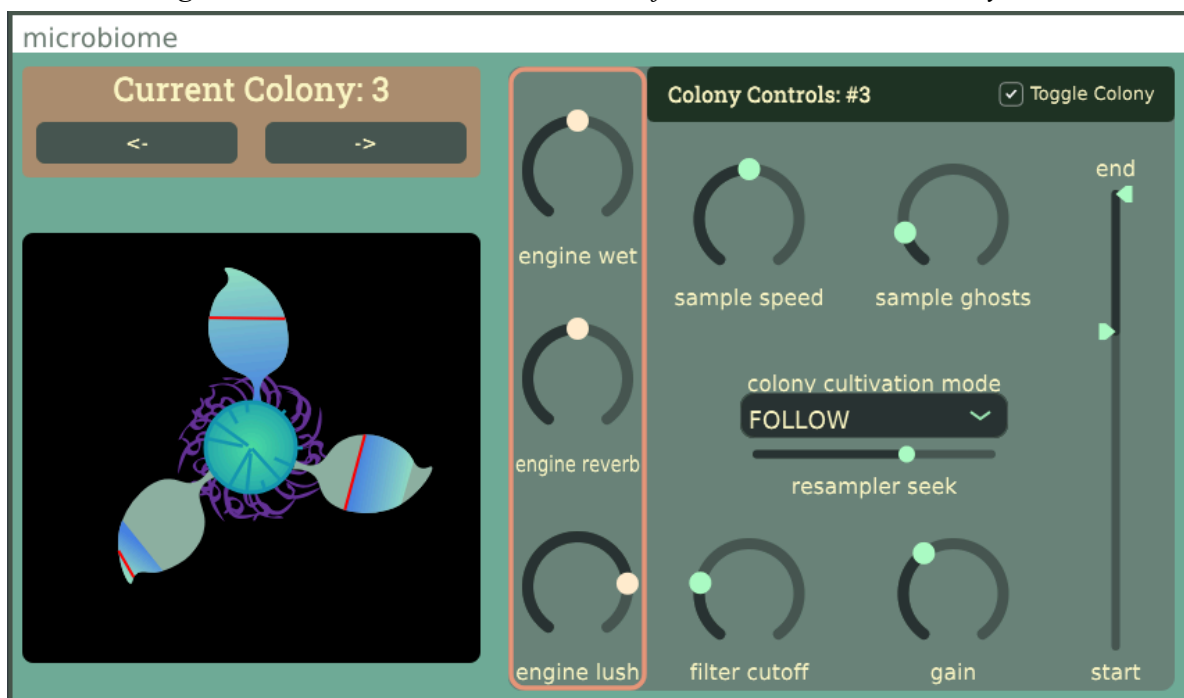 microbiome
Current Colony: 3
<-
->
engine wet
engine reverb
engine lush
Colony Controls: #3
Toggle Colony
sample speed
sample ghosts
end
colony cultivation mode
FOLLOW
resampler seek
filter cutoff
gain
start